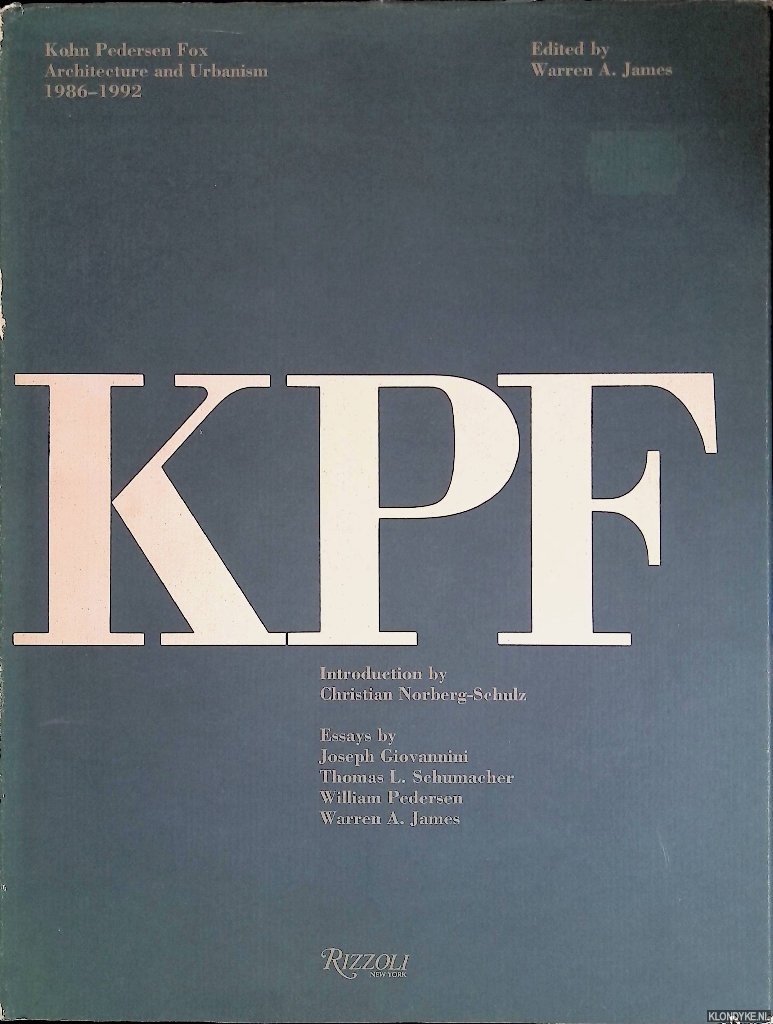 Kohn Pedersen Fox
Architecture and Urbanism
1986–1992
Edited by
Warren A. James
KPF
Introduction by
Christian Norberg-Schulz
Essays by
Joseph Giovannini
Thomas L. Schumacher
William Pedersen
Warren A. James
RIZZOLI
NEW YORK
KLONDYKE.NL